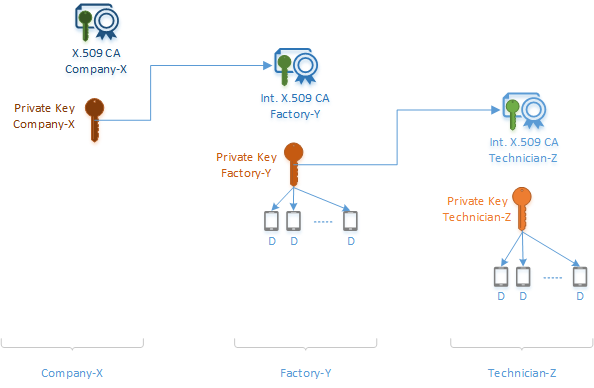 X.509 CA
Company-X
Private Key
Company-X
Int. X.509 CA
Factory-Y
Private Key
Factory-Y
D D D
Int. X.509 CA
Technician-Z
Private Key
Technician-Z
D D D
Company-X
Factory-Y
Technician-Z